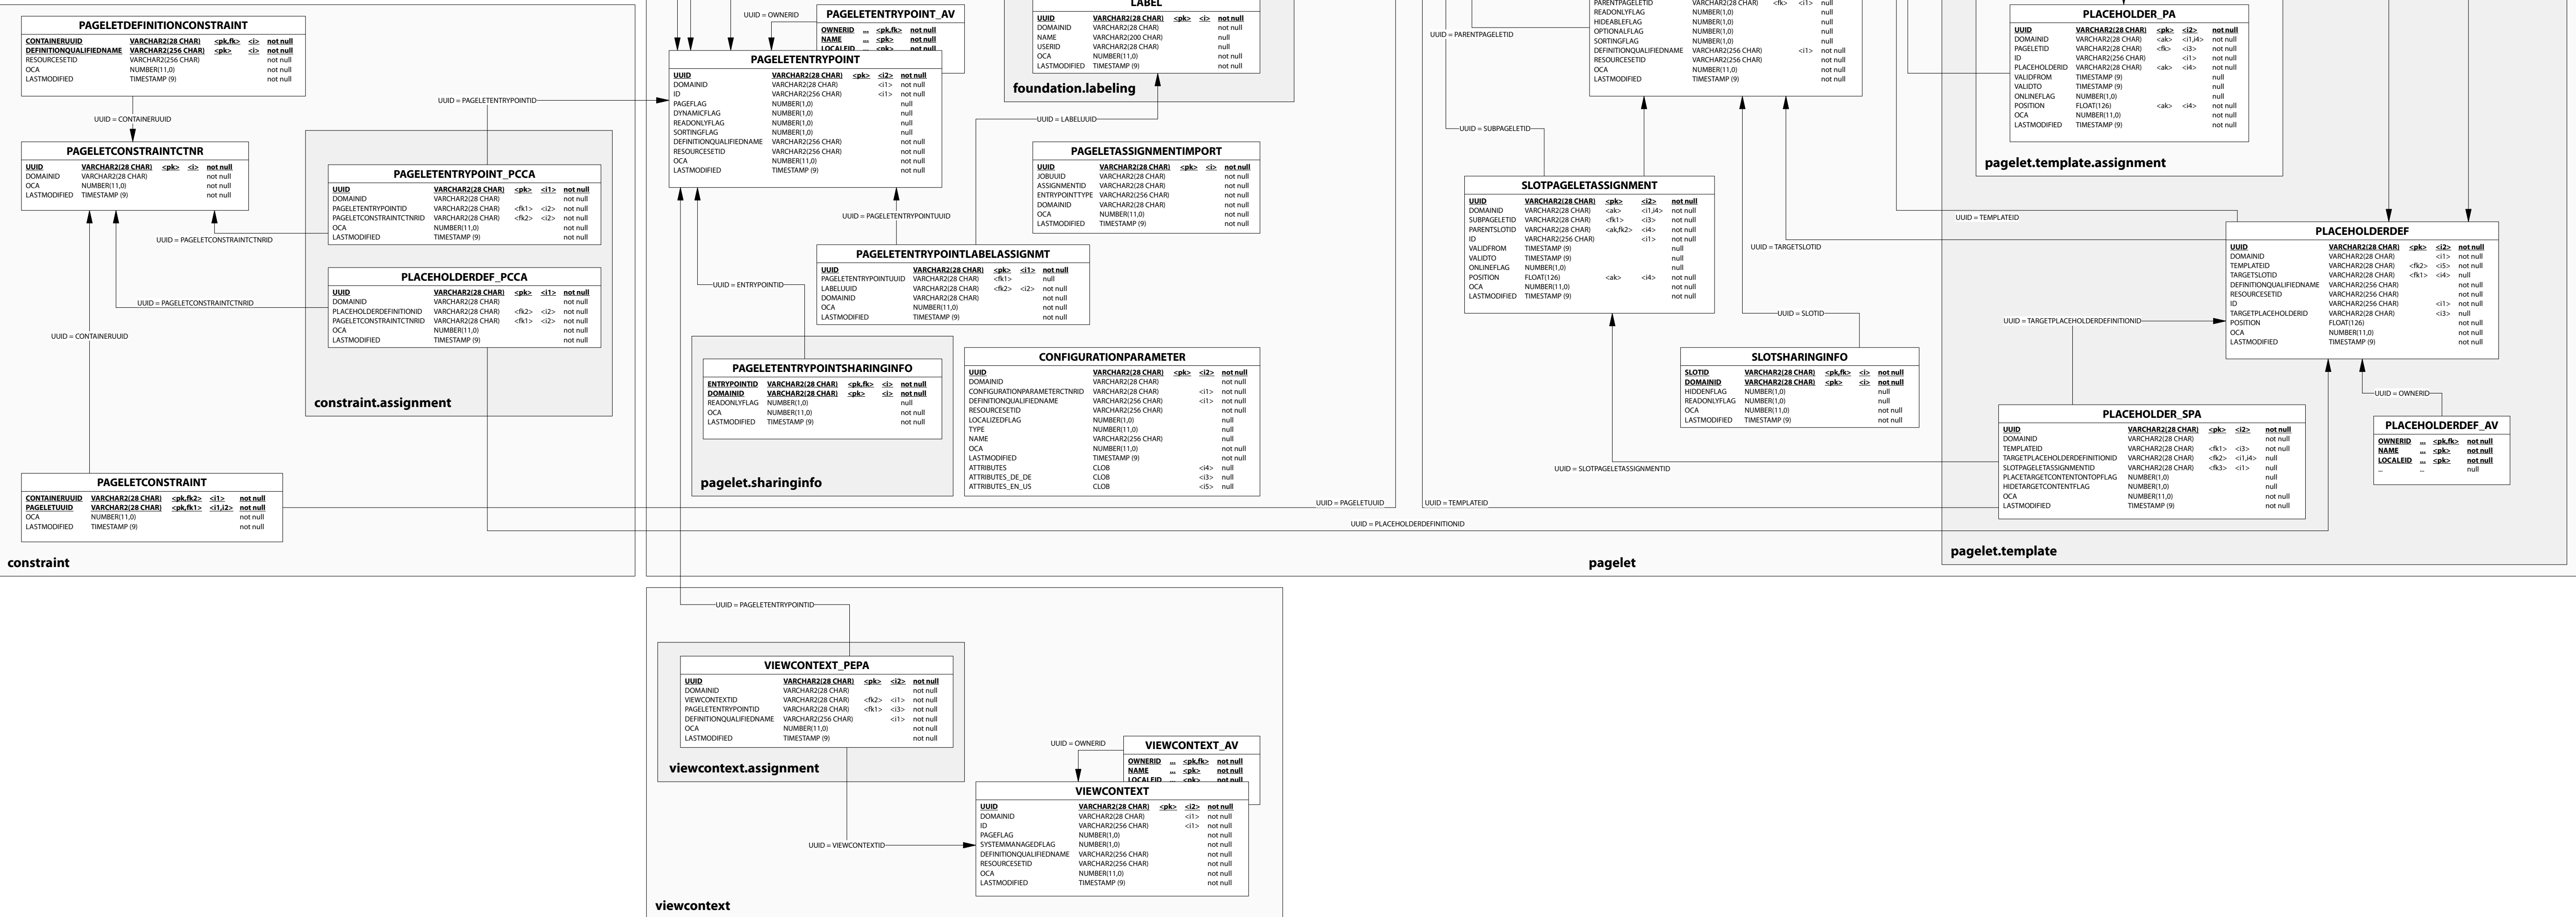 PAGELETDEFINITIONCONSTRAINT
CONTAINERUUID VARCHAR2(28 CHAR) <pk,fk> <i> not null
DEFINITIONQUALIFIEDNAME VARCHAR2(256 CHAR) <pk> <i> not null
RESOURCESETID VARCHAR2(256 CHAR) not null
OCA NUMBER(11,0) not null
LASTMODIFIED TIMESTAMP (9) not null
UUID = CONTAINERUUID
PAGELETCONSTRAINTCTNR
UUID VARCHAR2(28 CHAR) <pk> <i> not null
DOMAINID VARCHAR2(28 CHAR) not null
OCA NUMBER(11,0) not null
LASTMODIFIED TIMESTAMP (9) not null
UUID = PAGELETCONSTRAINTCTNRID
UUID = PAGELETENTRYPOINTID
PAGELETENTRYPOINT_PCCA
UUID VARCHAR2(28 CHAR) <pk> <i1> not null
DOMAINID VARCHAR2(28 CHAR) not null
PAGELETENTRYPOINTID VARCHAR2(28 CHAR) <fk1> <i2> not null
PAGELETCONSTRAINTCTNRID VARCHAR2(28 CHAR) <fk2> <i2> not null
OCA NUMBER(11,0) not null
LASTMODIFIED TIMESTAMP (9) not null
PLACEHOLDERDEF_PCCA
UUID VARCHAR2(28 CHAR) <pk> <i1> not null
DOMAINID VARCHAR2(28 CHAR) not null
PLACEHOLDERDEFINITIONID VARCHAR2(28 CHAR) <fk2> <i2> not null
PAGELETCONSTRAINTCTNRID VARCHAR2(28 CHAR) <fk1> <i2> not null
OCA NUMBER(11,0) not null
LASTMODIFIED TIMESTAMP (9) not null
UUID = PAGELETCONSTRAINTCTNRID
UUID = CONTAINERUUID
constraint.assignment
PAGELETCONSTRAINT
CONTAINERUUID VARCHAR2(28 CHAR) <pk,fk2> <i1> not null
PAGELETUUID VARCHAR2(28 CHAR) <pk,fk1> <i1,i2> not null
OCA NUMBER(11,0) not null
LASTMODIFIED TIMESTAMP (9) not null
constraint
UUID = OWNERID
PAGELETENTRYPOINT_AV
OWNERID ... <pk,fk> not null
NAME ... <pk> not null
LOCALEID ... <pk> not null
PAGELETENTRYPOINT
UUID VARCHAR2(28 CHAR) <pk> <i2> not null
DOMAINID VARCHAR2(28 CHAR) <i1> not null
ID VARCHAR2(256 CHAR) <i1> not null
PAGEFLAG NUMBER(1,0) null
DYNAMICFLAG NUMBER(1,0) null
READONLYFLAG NUMBER(1,0) null
SORTINGFLAG NUMBER(1,0) null
DEFINITIONQUALIFIEDNAME VARCHAR2(256 CHAR) not null
RESOURCESETID VARCHAR2(256 CHAR) not null
OCA NUMBER(11,0) not null
LASTMODIFIED TIMESTAMP (9) not null
LABEL
UUID VARCHAR2(28 CHAR) <pk> <i> not null
DOMAINID VARCHAR2(28 CHAR) not null
NAME VARCHAR2(200 CHAR) null
USERID VARCHAR2(28 CHAR) null
OCA NUMBER(11,0) not null
LASTMODIFIED TIMESTAMP (9) not null
foundation.labeling
UUID = LABELUUID
PAGELETASSIGNMENTIMPORT
UUID VARCHAR2(28 CHAR) <pk> <i> not null
JOBUUID VARCHAR2(28 CHAR) not null
ASSIGNMENTID VARCHAR2(28 CHAR) not null
ENTRYPOINTTYPE VARCHAR2(256 CHAR) not null
DOMAINID VARCHAR2(28 CHAR) not null
OCA NUMBER(11,0) not null
LASTMODIFIED TIMESTAMP (9) not null
UUID = PAGELETENTRYPOINTUUID
PAGELETENTRYPOINTLABELASSIGNMT
UUID VARCHAR2(28 CHAR) <pk> <i1> not null
PAGELETENTRYPOINTUUID VARCHAR2(28 CHAR) <fk1> null
LABELUUID VARCHAR2(28 CHAR) <fk2> <i2> not null
DOMAINID VARCHAR2(28 CHAR) not null
OCA NUMBER(11,0) not null
LASTMODIFIED TIMESTAMP (9) not null
UUID = ENTRYPOINTID
PAGELETENTRYPOINTSHARINGINFO
ENTRYPOINTID VARCHAR2(28 CHAR) <pk,fk> <i> not null
DOMAINID VARCHAR2(28 CHAR) <pk> <i> not null
READONLYFLAG NUMBER(1,0) null
OCA NUMBER(11,0) not null
LASTMODIFIED TIMESTAMP (9) not null
pagelet.sharinginfo
CONFIGURATIONPARAMETER
UUID VARCHAR2(28 CHAR) <pk> <i2> not null
DOMAINID VARCHAR2(28 CHAR) not null
CONFIGURATIONPARAMETERCTNRID VARCHAR2(28 CHAR) <i1> not null
DEFINITIONQUALIFIEDNAME VARCHAR2(256 CHAR) <i1> not null
RESOURCESETID VARCHAR2(256 CHAR) not null
LOCALIZEDFLAG NUMBER(1,0) null
TYPE NUMBER(11,0) null
NAME VARCHAR2(256 CHAR) null
OCA NUMBER(11,0) not null
LASTMODIFIED TIMESTAMP (9) not null
ATTRIBUTES CLOB <i4> null
ATTRIBUTES_DE_DE CLOB <i3> null
ATTRIBUTES_EN_US CLOB <i5> null
UUID = PAGELETUUID
UUID = PLACEHOLDERDEFINITIONID
pagelet
UUID = PARENTPAGELETID
PARENTPAGELETID VARCHAR2(28 CHAR) <fk> <i1> null
READONLYFLAG NUMBER(1,0) null
HIDEABLEFLAG NUMBER(1,0) null
OPTIONALFLAG NUMBER(1,0) null
SORTINGFLAG NUMBER(1,0) null
DEFINITIONQUALIFIEDNAME VARCHAR2(256 CHAR) <i1> not null
RESOURCESETID VARCHAR2(256 CHAR) not null
OCA NUMBER(11,0) not null
LASTMODIFIED TIMESTAMP (9) not null
UUID = SUBPAGELETID
SLOTPAGELETASSIGNMENT
UUID VARCHAR2(28 CHAR) <pk> <i2> not null
DOMAINID VARCHAR2(28 CHAR) <ak> <i1,i4> not null
SUBPAGELETID VARCHAR2(28 CHAR) <fk1> <i3> not null
PARENTSLOTID VARCHAR2(28 CHAR) <ak,fk2> <i4> not null
ID VARCHAR2(256 CHAR) <i1> not null
VALIDFROM TIMESTAMP (9) null
VALIDTO TIMESTAMP (9) null
ONLINEFLAG NUMBER(1,0) null
POSITION FLOAT(126) <ak> <i4> not null
OCA NUMBER(11,0) not null
LASTMODIFIED TIMESTAMP (9) not null
UUID = TARGETSLOTID
UUID = SLOTID
SLOTSHARINGINFO
SLOTID VARCHAR2(28 CHAR) <pk,fk> <i> not null
DOMAINID VARCHAR2(28 CHAR) <pk> <i> not null
HIDDENFLAG NUMBER(1,0) null
READONLYFLAG NUMBER(1,0) null
OCA NUMBER(11,0) not null
LASTMODIFIED TIMESTAMP (9) not null
UUID = SLOTPAGELETASSIGNMENTID
UUID = TEMPLATEID
PLACEHOLDER_PA
UUID VARCHAR2(28 CHAR) <pk> <i2> not null
DOMAINID VARCHAR2(28 CHAR) <ak> <i1,i4> not null
PAGELETID VARCHAR2(28 CHAR) <fk> <i3> not null
ID VARCHAR2(256 CHAR) <i1> not null
PLACEHOLDERID VARCHAR2(28 CHAR) <ak> <i4> not null
VALIDFROM TIMESTAMP (9) null
VALIDTO TIMESTAMP (9) null
ONLINEFLAG NUMBER(1,0) null
POSITION FLOAT(126) <ak> <i4> not null
OCA NUMBER(11,0) not null
LASTMODIFIED TIMESTAMP (9) not null
pagelet.template.assignment
UUID = TEMPLATEID
PLACEHOLDERDEF
UUID VARCHAR2(28 CHAR) <pk> <i2> not null
DOMAINID VARCHAR2(28 CHAR) <i1> not null
TEMPLATEID VARCHAR2(28 CHAR) <fk2> <i5> not null
TARGETSLOTID VARCHAR2(28 CHAR) <fk1> <i4> null
DEFINITIONQUALIFIEDNAME VARCHAR2(256 CHAR) not null
RESOURCESETID VARCHAR2(256 CHAR) not null
ID VARCHAR2(256 CHAR) <i1> not null
TARGETPLACEHOLDERID VARCHAR2(28 CHAR) <i3> null
POSITION FLOAT(126) not null
OCA NUMBER(11,0) not null
LASTMODIFIED TIMESTAMP (9) not null
UUID = TARGETPLACEHOLDERDEFINITIONID
UUID = OWNERID
PLACEHOLDER_SPA
UUID VARCHAR2(28 CHAR) <pk> <i2> not null
DOMAINID VARCHAR2(28 CHAR) not null
TEMPLATEID VARCHAR2(28 CHAR) <fk1> <i3> not null
TARGETPLACEHOLDERDEFINITIONID VARCHAR2(28 CHAR) <fk2> <i1,i4> null
SLOTPAGELETASSIGNMENTID VARCHAR2(28 CHAR) <fk3> <i1> null
PLACETARGETCONTENTONTOPFLAG NUMBER(1,0) null
HIDETARGETCONTENTFLAG NUMBER(1,0) null
OCA NUMBER(11,0) not null
LASTMODIFIED TIMESTAMP (9) not null
PLACEHOLDERDEF_AV
OWNERID ... <pk,fk> not null
NAME ... <pk> not null
LOCALEID ... <pk> not null
... ... null
pagelet.template
UUID = PAGELETENTRYPOINTID
VIEWCONTEXT_PEPA
UUID VARCHAR2(28 CHAR) <pk> <i2> not null
DOMAINID VARCHAR2(28 CHAR) not null
VIEWCONTEXTID VARCHAR2(28 CHAR) <fk2> <i1> not null
PAGELETENTRYPOINTID VARCHAR2(28 CHAR) <fk1> <i3> not null
DEFINITIONQUALIFIEDNAME VARCHAR2(256 CHAR) <i1> not null
OCA NUMBER(11,0) not null
LASTMODIFIED TIMESTAMP (9) not null
viewcontext.assignment
UUID = OWNERID
VIEWCONTEXT_AV
OWNERID ... <pk,fk> not null
NAME ... <pk> not null
LOCALEID ... <pk> not null
VIEWCONTEXT
UUID VARCHAR2(28 CHAR) <pk> <i2> not null
DOMAINID VARCHAR2(28 CHAR) <i1> not null
ID VARCHAR2(256 CHAR) <i1> not null
PAGEFLAG NUMBER(1,0) not null
SYSTEMMANAGEDFLAG NUMBER(1,0) not null
DEFINITIONQUALIFIEDNAME VARCHAR2(256 CHAR) not null
RESOURCESETID VARCHAR2(256 CHAR) not null
OCA NUMBER(11,0) not null
LASTMODIFIED TIMESTAMP (9) not null
UUID = VIEWCONTEXTID
viewcontext